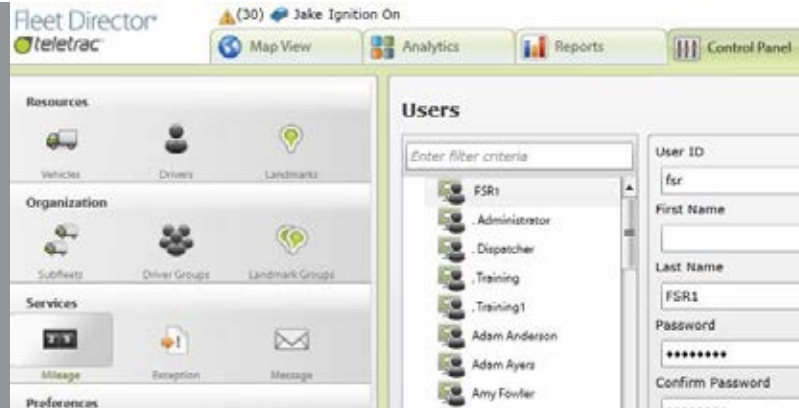 Fleet Director®
teletrac
(30) Jake Ignition On
Map View
Analytics
Reports
Control Panel
Resources
Vehicles
Drivers
Landmarks
Organization
Subfleets
Driver Groups
Landmark Groups
Services
Mileage
Exception
Message
Preferences
Users
Enter filter criteria
FSR1
. Administrator
. Dispatcher
. Training
. Training1
Adam Anderson
Adam Ayers
Amy Fowler
User ID
fsr
First Name
Last Name
FSR1
Password
••••••••
Confirm Password